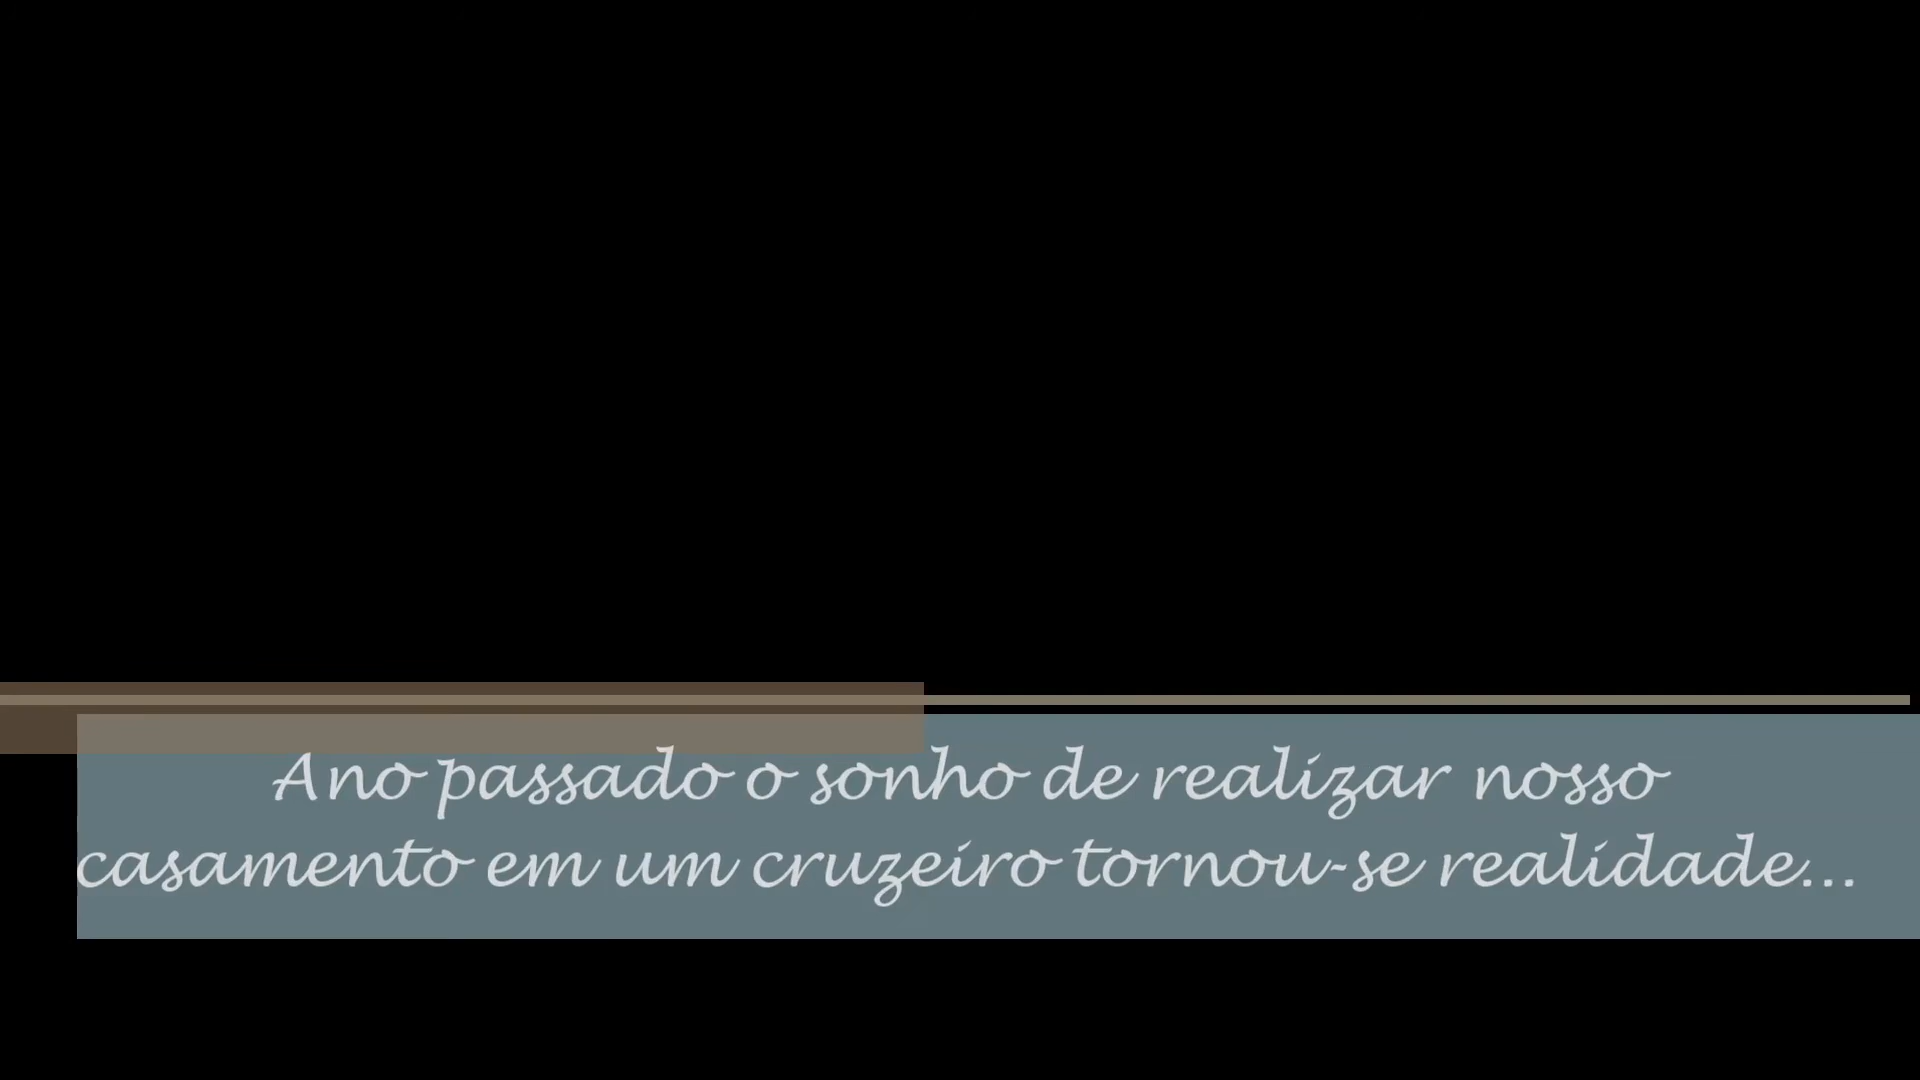 Ano passado o sonho de realizar nosso
casamento em um cruzeiro tornou-se realidade...